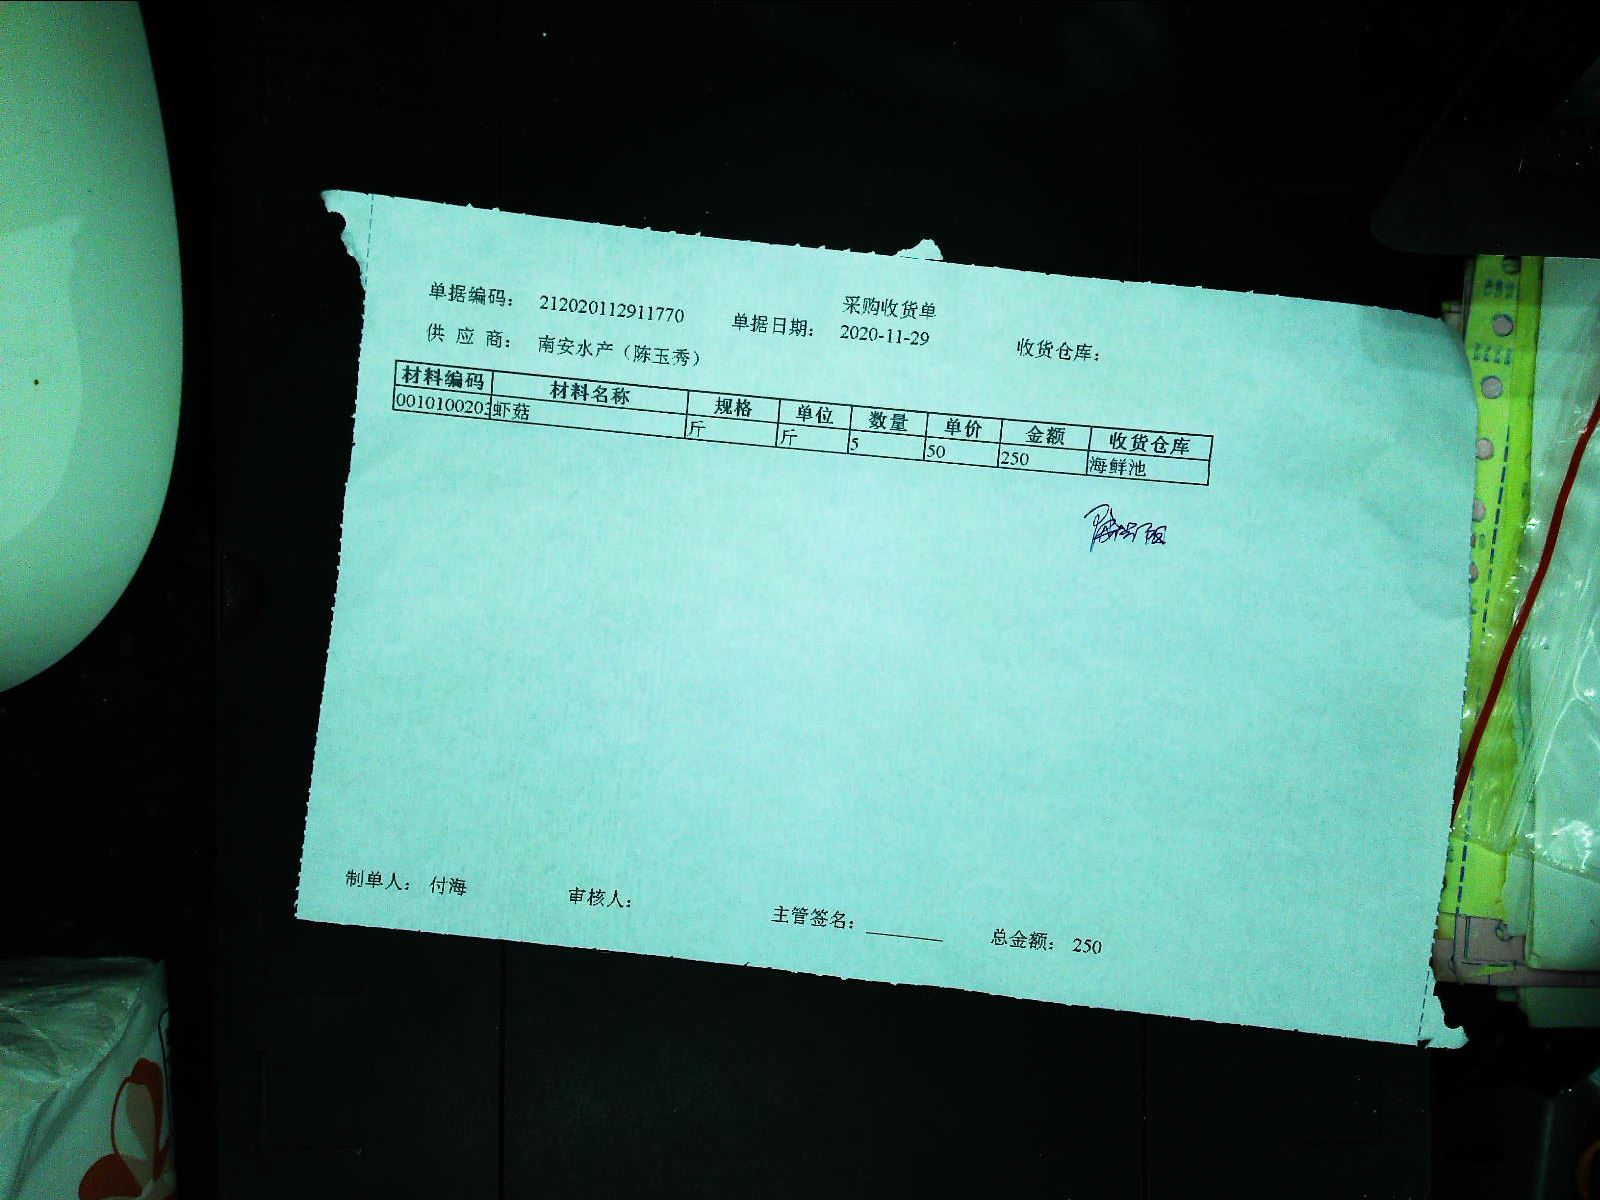 采购收货单
单据编码： 212020112911770 单据日期： 2020-11-29 收货仓库：
供 应 商： 南安水产（陈玉秀）
材料编码 材料名称 规格 单位 数量 单价 金额 收货仓库
0010100203 虾菇 斤 斤 5 50 250 海鲜池
制单人： 付海 审核人： 主管签名： 总金额： 250